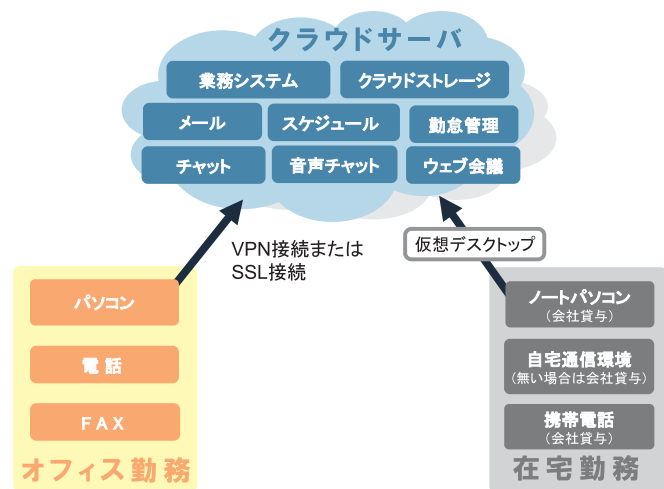 クラウドサーバ
業務システム
クラウドストレージ
メール
スケジュール
勤怠管理
チャット
音声チャット
ウェブ会議
VPN接続または
SSL接続
仮想デスクトップ
パソコン
電話
FAX
オフィス勤務
ノートパソコン
(会社貸与)
自宅通信環境
(無い場合は会社貸与)
携帯電話
(会社貸与)
在宅勤務